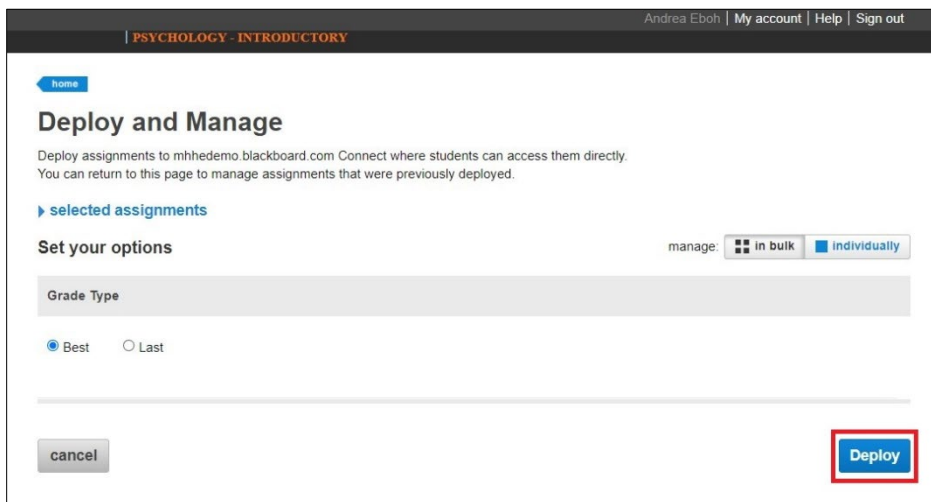 Andrea Eboh | My account | Help | Sign out
| PSYCHOLOGY - INTRODUCTORY
home
Deploy and Manage
Deploy assignments to mhhedemo.blackboard.com Connect where students can access them directly.
You can return to this page to manage assignments that were previously deployed.
selected assignments
Set your options
manage: in bulk individually
Grade Type
Best Last
cancel Deploy